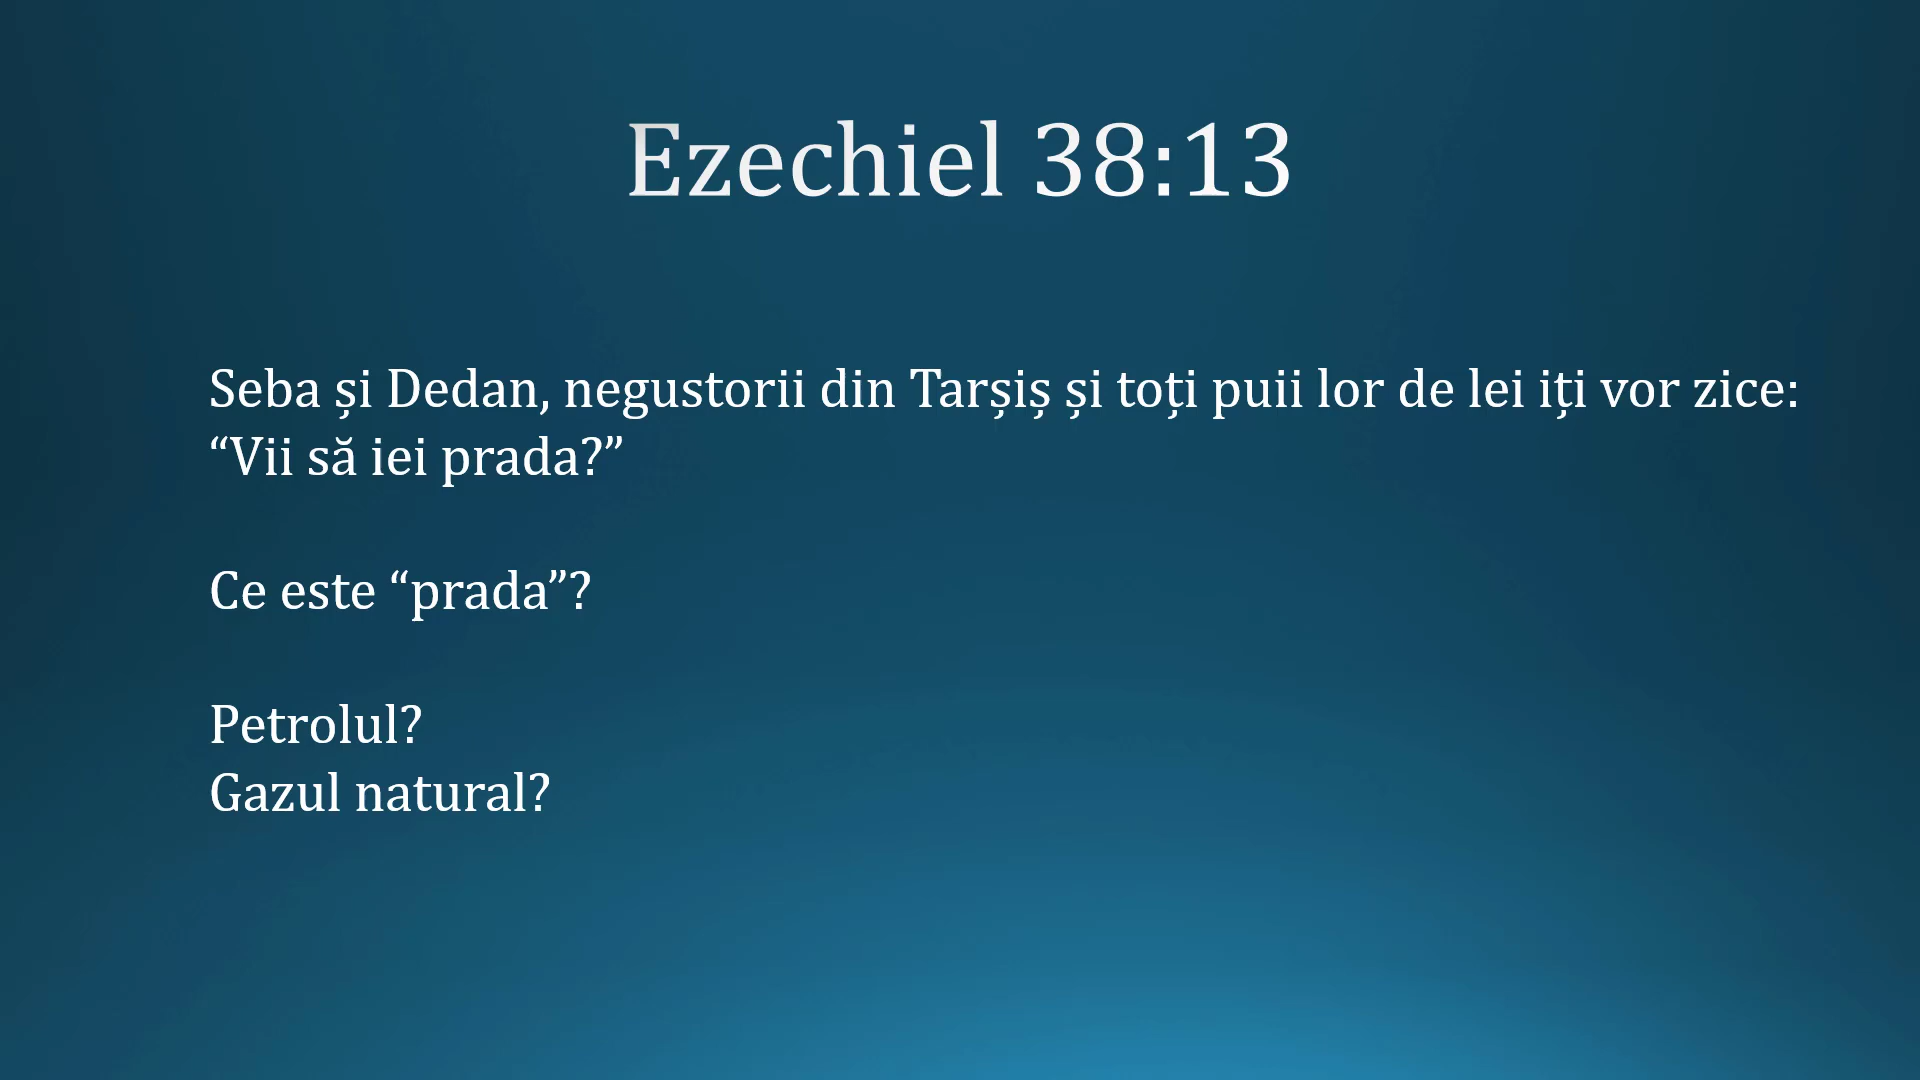 Ezechiel 38:13
Seba și Dedan, negustorii din Tarșiș și toți puii lor de lei iți vor zice:
“Vii să iei prada?”
Ce este “prada”?
Petrolul?
Gazul natural?